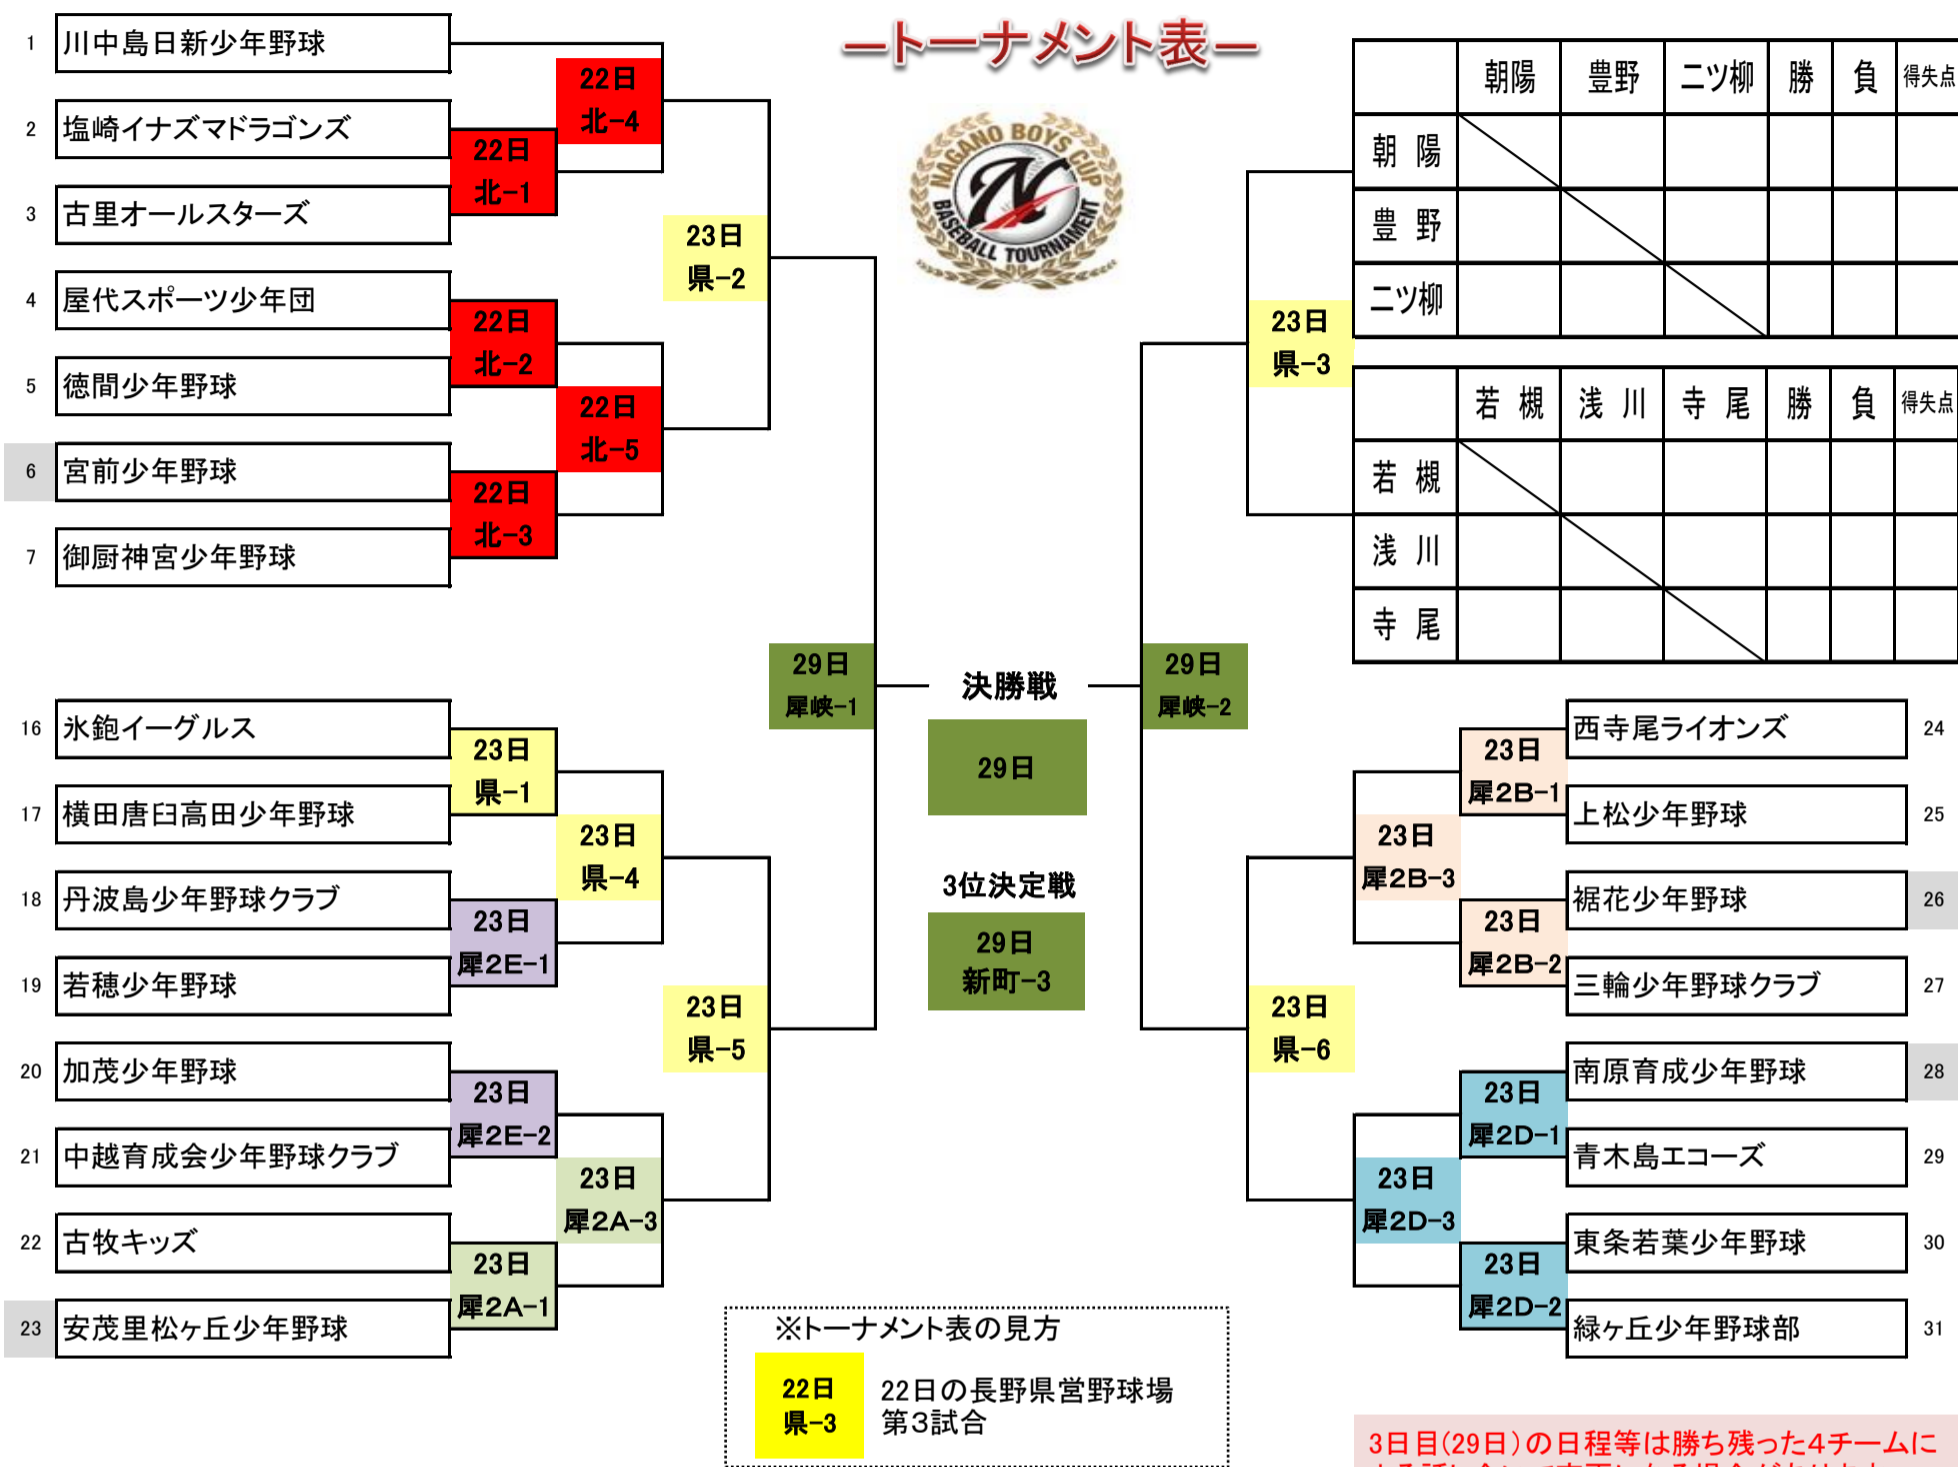 ートーナメント表ー
NAGANO BOYS CUP
BASEBALL TOURNAMENT
1 川中島日新少年野球
2 塩崎イナズマドラゴンズ
3 古里オールスターズ
4 屋代スポーツ少年団
5 徳間少年野球
6 宮前少年野球
7 御厨神宮少年野球
22日
北-4
22日
北-1
22日
北-2
22日
北-5
22日
北-3
23日
県-2
朝陽 豊野 二ツ柳 勝 負 得失点
朝 陽
豊 野
二ツ柳
23日
県-3
若 槻 浅 川 寺 尾 勝 負 得失点
若 槻
浅 川
寺 尾
29日
犀峡-1
決勝戦
29日
29日
犀峡-2
3位決定戦
29日
新町-3
16 氷鉋イーグルス
17 横田唐臼高田少年野球
18 丹波島少年野球クラブ
19 若穂少年野球
20 加茂少年野球
21 中越育成会少年野球クラブ
22 古牧キッズ
23 安茂里松ヶ丘少年野球
23日
県-1
23日
県-4
23日
犀2E-1
23日
県-5
23日
犀2E-2
23日
犀2A-3
23日
犀2A-1
西寺尾ライオンズ 24
上松少年野球 25
裾花少年野球 26
三輪少年野球クラブ 27
南原育成少年野球 28
青木島エコーズ 29
東条若葉少年野球 30
緑ヶ丘少年野球部 31
23日
犀2B-1
23日
犀2B-3
23日
犀2B-2
23日
県-6
23日
犀2D-1
23日
犀2D-3
23日
犀2D-2
※トーナメント表の見方
22日
県-3
22日の長野県営野球場
第3試合
3日目(29日)の日程等は勝ち残った4チームに